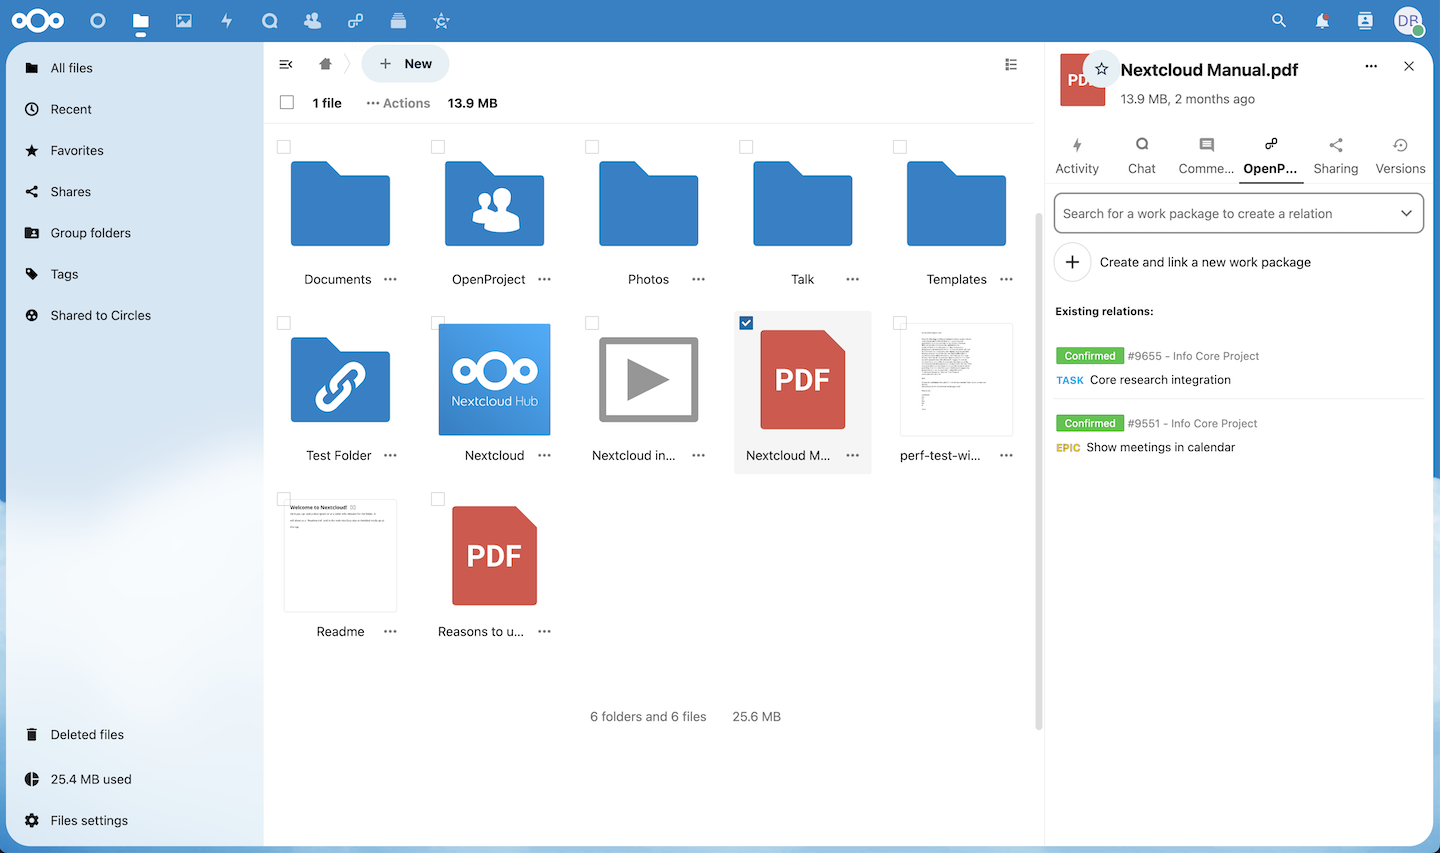 DB
All files
Recent
Favorites
Shares
Group folders
Tags
Shared to Circles
Deleted files
25.4 MB used
Files settings
New
1 file
Actions
13.9 MB
Documents
OpenProject
Photos
Talk
Templates
Nextcloud Hub
PDF
Test Folder
Nextcloud
Nextcloud in...
Nextcloud M...
perf-test-wi...
Welcome to Nextcloud!
PDF
Readme
Reasons to u...
6 folders and 6 files
25.6 MB
Nextcloud Manual.pdf
13.9 MB, 2 months ago
Activity
Chat
Comme...
OpenP...
Sharing
Versions
Search for a work package to create a relation
Create and link a new work package
Existing relations:
Confirmed #9655 - Info Core Project
TASK Core research integration
Confirmed #9551 - Info Core Project
EPIC Show meetings in calendar